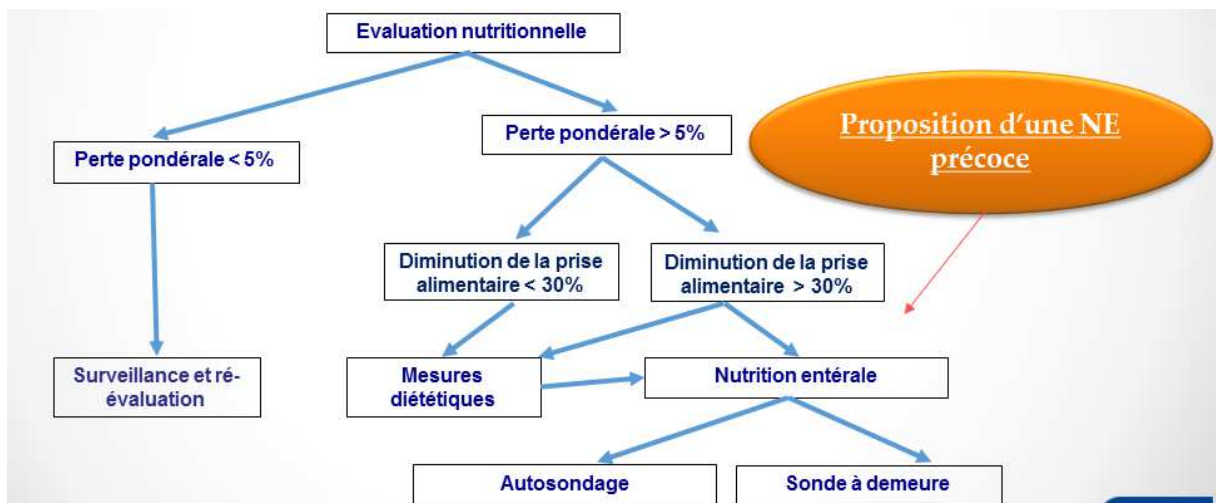 Evaluation nutritionnelle
Perte pondérale < 5%
Perte pondérale > 5%
Proposition d'une NE
précoce
Diminution de la prise
alimentaire < 30%
Diminution de la prise
alimentaire > 30%
Surveillance et ré-
évaluation
Mesures
diététiques
Nutrition entérale
Autosondage
Sonde à demeure